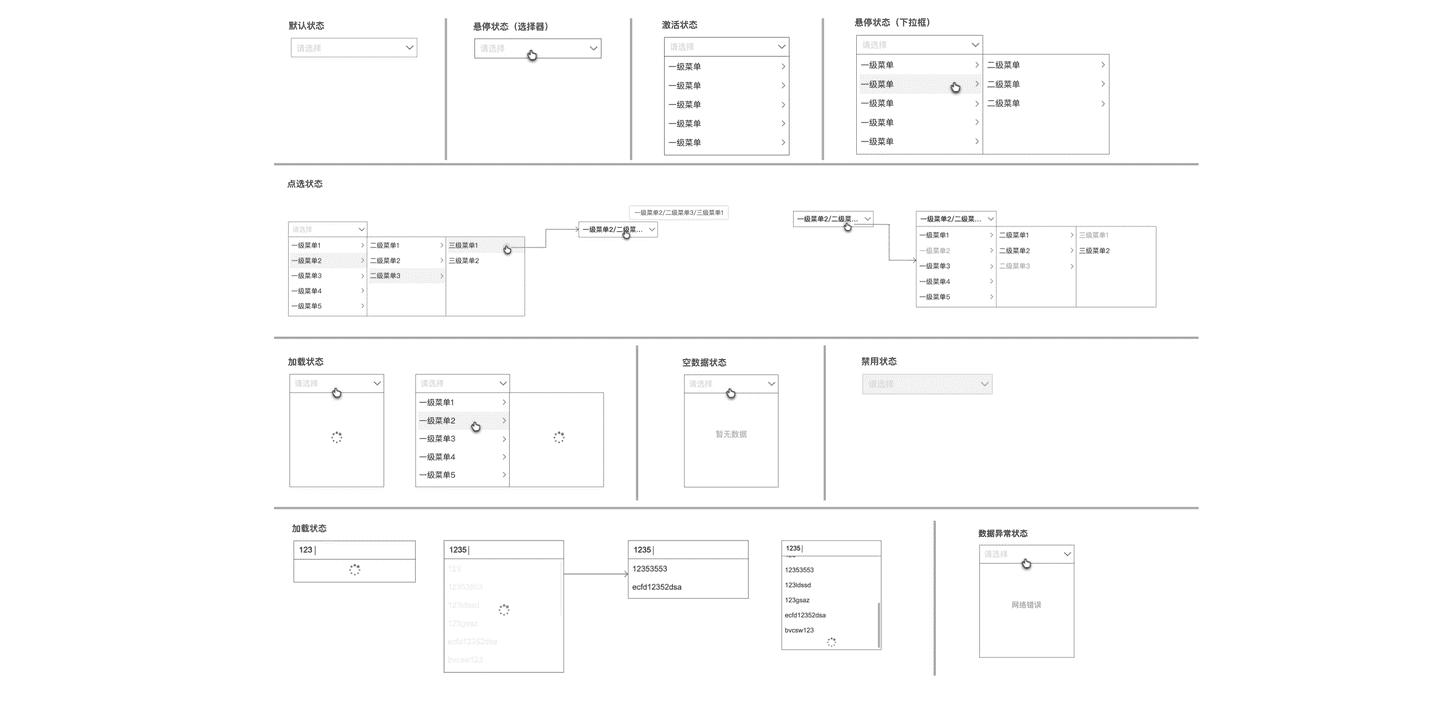 默认状态
请选择
悬停状态（选择器）
请选择
激活状态
请选择
一级菜单
一级菜单
一级菜单
一级菜单
一级菜单
悬停状态（下拉框）
请选择
一级菜单
一级菜单
一级菜单
一级菜单
一级菜单
二级菜单
二级菜单
二级菜单
点选状态
请选择
一级菜单1
一级菜单2
一级菜单3
一级菜单4
一级菜单5
二级菜单1
二级菜单2
二级菜单3
三级菜单1
三级菜单2
一级菜单2/二级菜单3/三级菜单1
一级菜单2/二级菜...
一级菜单2/二级菜...
一级菜单2/二级菜...
一级菜单1
一级菜单2
一级菜单3
一级菜单4
一级菜单5
二级菜单1
二级菜单2
二级菜单3
三级菜单1
三级菜单2
加载状态
请选择
请选择
一级菜单1
一级菜单2
一级菜单3
一级菜单4
一级菜单5
空数据状态
请选择
暂无数据
禁用状态
请选择
加载状态
123
1235
123
12353553
123ldssd
123gsaz
ecfd12352dsa
bvcsw123
1235
12353553
ecfd12352dsa
1235
12353553
123ldssd
123gsaz
ecfd12352dsa
bvcsw123
数据异常状态
请选择
网络错误